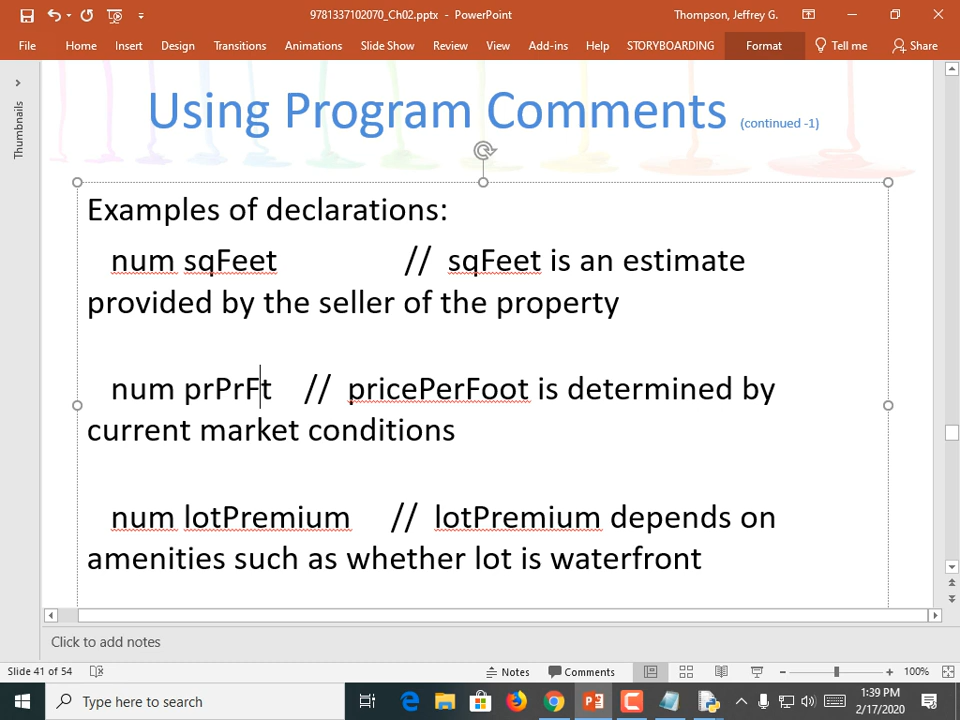 9781337102070_Ch02.pptx - PowerPoint
Thompson, Jeffrey G.
File Home Insert Design Transitions Animations Slide Show Review View Add-ins Help STORYBOARDING Format Tell me Share
Thumbnails
Using Program Comments (continued -1)
Examples of declarations:
num sqFeet // sqFeet is an estimate
provided by the seller of the property
num prPrFt // pricePerFoot is determined by
current market conditions
num lotPremium // lotPremium depends on
amenities such as whether lot is waterfront
Click to add notes
Slide 41 of 54 Notes Comments 100%
Type here to search
1:39 PM
2/17/2020